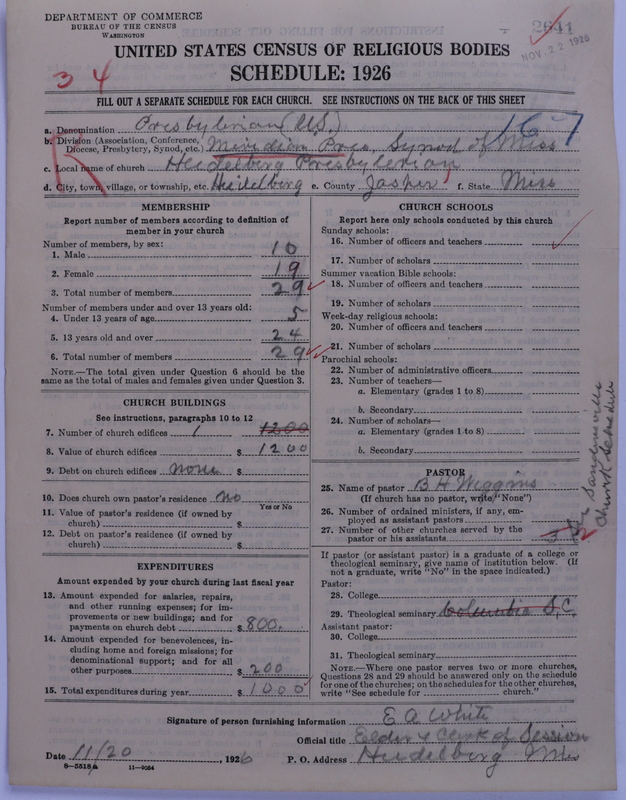 DEPARTMENT OF COMMERCE
BUREAU OF THE CENSUS
WASHINGTON
2641
NOV. 22 1926
UNITED STATES CENSUS OF RELIGIOUS BODIES
SCHEDULE: 1926
3 4
FILL OUT A SEPARATE SCHEDULE FOR EACH CHURCH. SEE INSTRUCTIONS ON THE BACK OF THIS SHEET
167
a. Denomination Presbyterian (U.S.)
b. Division (Association, Conference, Diocese, Presbytery, Synod, etc.) Meridian Pres. Synod of Miss
c. Local name of church Heidelberg Presbyterian
d. City, town, village, or township, etc. Heidelberg e. County Jasper f. State Miss
MEMBERSHIP
Report number of members according to definition of member in your church
Number of members, by sex:
1. Male 10
2. Female 19
3. Total number of members 29
Number of members under and over 13 years old:
4. Under 13 years of age 5
5. 13 years old and over 24
6. Total number of members 29
NOTE.—The total given under Question 6 should be same as the total of males and females given under Question 3.
CHURCH BUILDINGS
See instructions, paragraphs 10 to 12
7. Number of church edifices 1 1200
8. Value of church edifices $ 1200
9. Debt on church edifices none $
10. Does church own pastor's residence No
Yes or No
11. Value of pastor's residence (if owned by church) $
12. Debt on pastor's residence (if owned by church) $
EXPENDITURES
Amount expended by your church during last fiscal year
13. Amount expended for salaries, repairs, and other running expenses; for improvements or new buildings; and for payments on church debt $ 800.
14. Amount expended for benevolences, including home and foreign missions; for denominational support; and for all other purposes $ 200
15. Total expenditures during year $ 1000
CHURCH SCHOOLS
Report here only schools conducted by this church
Sunday schools:
16. Number of officers and teachers
17. Number of scholars
Summer vacation Bible schools:
18. Number of officers and teachers
19. Number of scholars
Week-day religious schools:
20. Number of officers and teachers
21. Number of scholars
Parochial schools:
22. Number of administrative officers
23. Number of teachers—
a. Elementary (grades 1 to 8)
b. Secondary
24. Number of scholars—
a. Elementary (grades 1 to 8)
b. Secondary
PASTOR
25. Name of pastor B H Wiggins
(If church has no pastor, write "None")
26. Number of ordained ministers, if any, employed as assistant pastors
27. Number of other churches served by the pastor or his assistants 3 2
See Sandersville Church Schedule
If pastor (or assistant pastor) is a graduate of a college or theological seminary, give name of institution below. (If not a graduate, write "No" in the space indicated.)
Pastor:
28. College
29. Theological seminary Columbia S.C.
Assistant pastor:
30. College
31. Theological seminary
NOTE.—Where one pastor serves two or more churches, Questions 28 and 29 should be answered only on the schedule for one of the churches; on the schedules for the other churches, write "See schedule for church."
Signature of person furnishing information E A White
Official title Elder & Clerk of Session
Date 11/20, 1926 P. O. Address Heidelberg Miss
8—5518a 11—9084